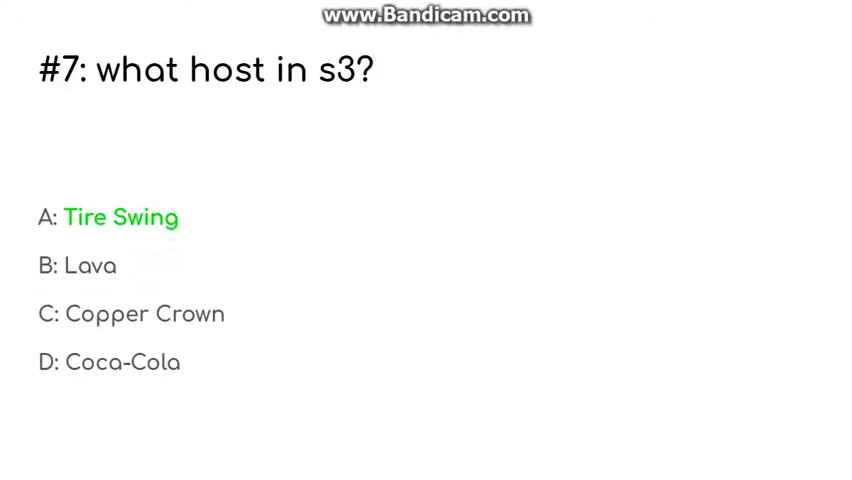 www.Bandicam.com
#7: what host in s3?
A: Tire Swing
B: Lava
C: Copper Crown
D: Coca-Cola